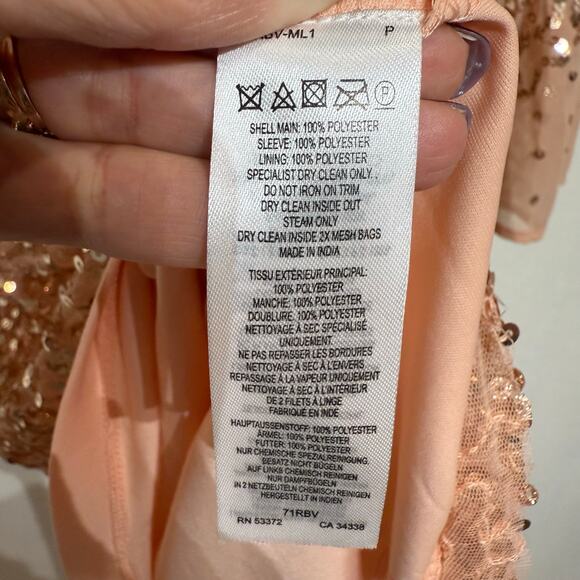 P
SHELL MAIN: 100% POLYESTER
SLEEVE: 100% POLYESTER
LINING: 100% POLYESTER
SPECIALIST DRY CLEAN ONLY.
DO NOT IRON ON TRIM
DRY CLEAN INSIDE OUT
STEAM ONLY
DRY CLEAN INSIDE 2X MESH BAGS
MADE IN INDIA
TISSU EXTÉRIEUR PRINCIPAL:
100% POLYESTER
MANCHE: 100% POLYESTER
DOUBLURE: 100% POLYESTER
NETTOYAGE À SEC SPÉCIALISÉ
UNIQUEMENT.
NE PAS REPASSER LES BORDURES
NETTOYAGE À SEC À L'ENVERS
REPASSAGE À LA VAPEUR UNIQUEMENT
NETTOYAGE À SEC À L'INTÉRIEUR
DE 2 FILETS À LINGE
FABRIQUÉ EN INDE
HAUPTAUSSENSTOFF: 100% POLYESTER
ÄRMEL: 100% POLYESTER
FUTTER: 100% POLYESTER
NUR CHEMISCHE SPEZIALREINIGUNG.
BESATZ NICHT BÜGELN
AUF LINKS CHEMISCH REINIGEN
NUR DAMPFBÜGELN
IN 2 NETZBEUTELN CHEMISCH REINIGEN
HERGESTELLT IN INDIEN
71RBV
RN 53372 CA 34338